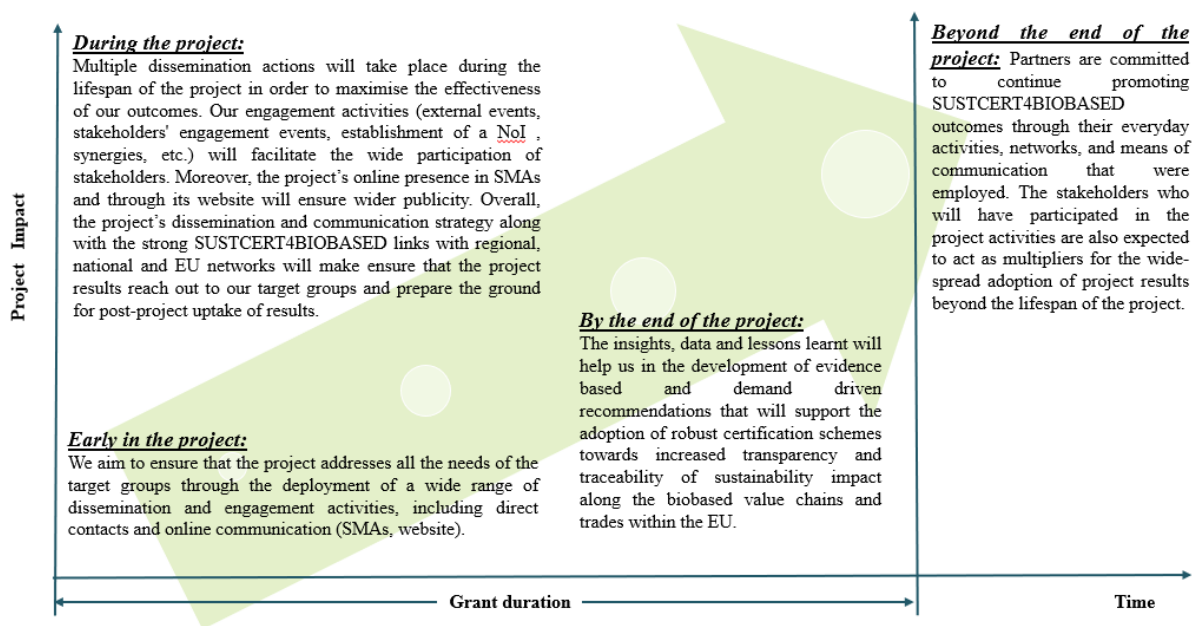 During the project:
Multiple dissemination actions will take place during the
lifespan of the project in order to maximise the effectiveness
of our outcomes. Our engagement activities (external events,
stakeholders' engagement events, establishment of a NoI ,
synergies, etc.) will facilitate the wide participation of
stakeholders. Moreover, the project's online presence in SMAs
and through its website will ensure wider publicity. Overall,
the project's dissemination and communication strategy along
with the strong SUSTCERT4BIOBASED links with regional,
national and EU networks will make ensure that the project
results reach out to our target groups and prepare the ground
for post-project uptake of results.
Early in the project:
We aim to ensure that the project addresses all the needs of the
target groups through the deployment of a wide range of
dissemination and engagement activities, including direct
contacts and online communication (SMAs, website).
By the end of the project:
The insights, data and lessons learnt will
help us in the development of evidence
based and demand driven
recommendations that will support the
adoption of robust certification schemes
towards increased transparency and
traceability of sustainability impact
along the biobased value chains and
trades within the EU.
Beyond the end of the
project: Partners are committed
to continue promoting
SUSTCERT4BIOBASED
outcomes through their everyday
activities, networks, and means of
communication that were
employed. The stakeholders who
will have participated in the
project activities are also expected
to act as multipliers for the wide-
spread adoption of project results
beyond the lifespan of the project.
Project Impact
Grant duration
Time